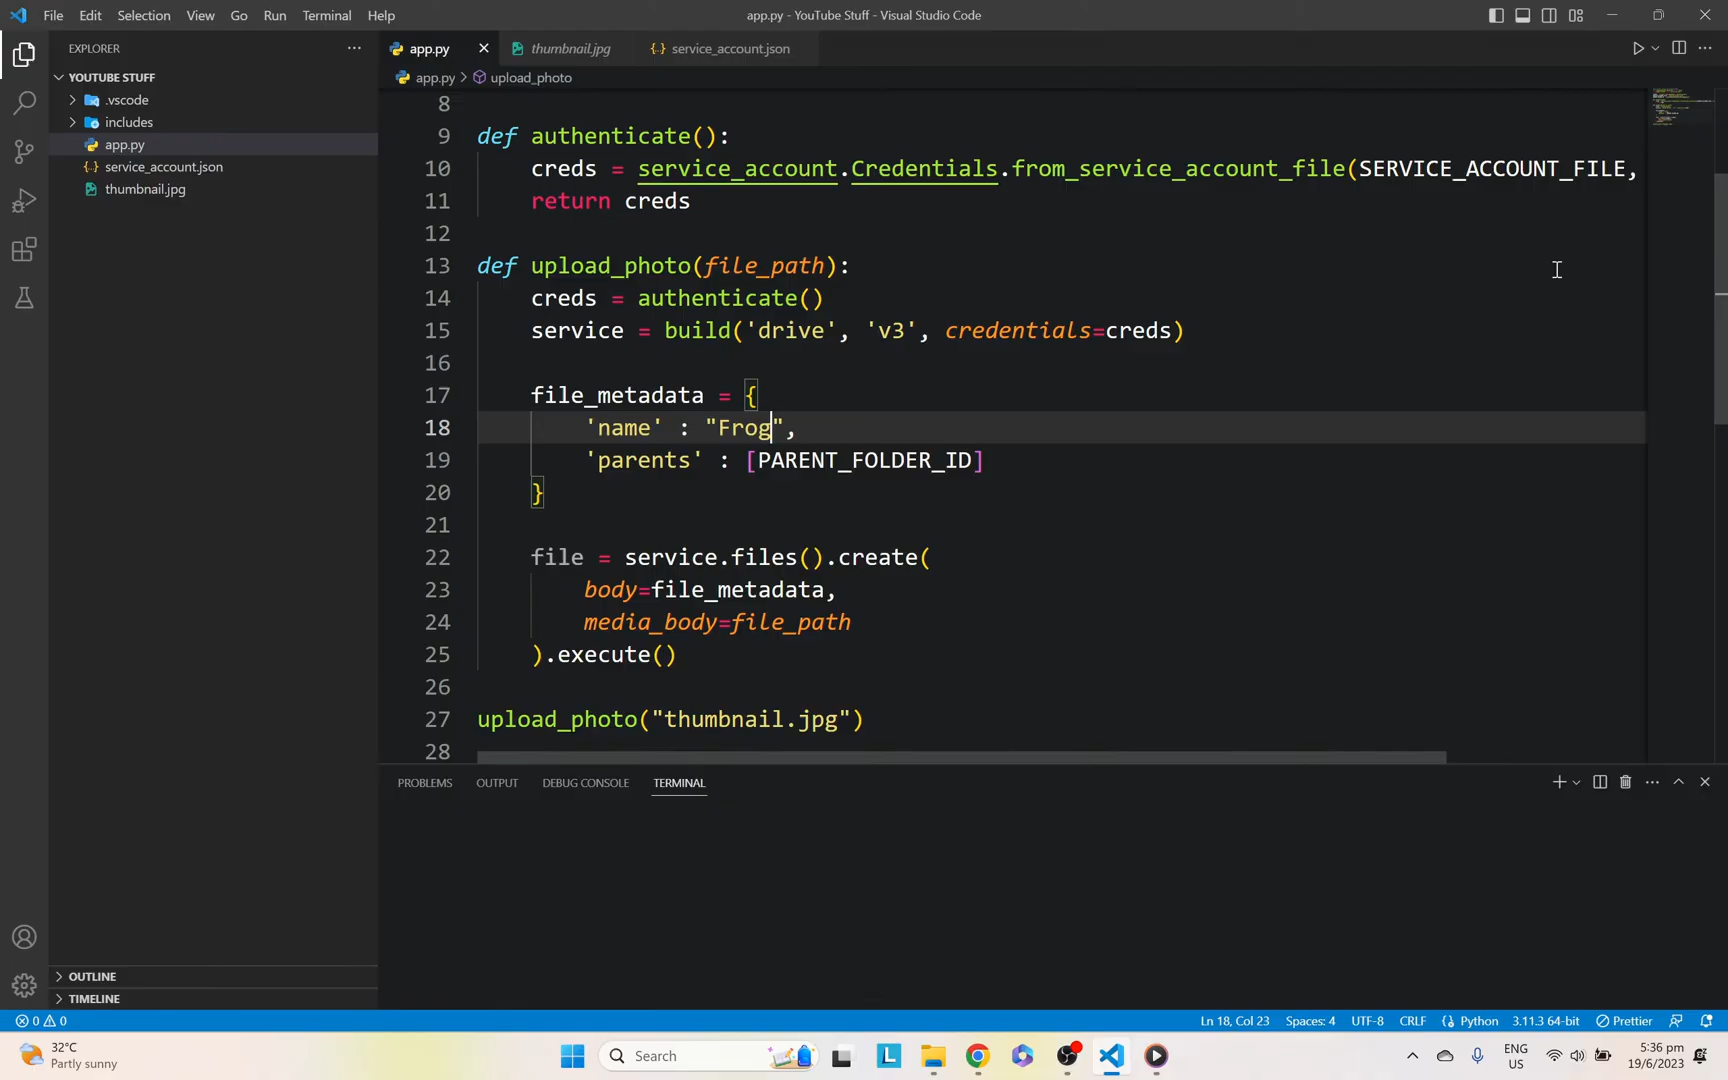 File Edit Selection View Go Run Terminal Help
app.py - YouTube Stuff - Visual Studio Code
EXPLORER
YOUTUBE STUFF
.vscode
includes
app.py
service_account.json
thumbnail.jpg
OUTLINE
TIMELINE
app.py thumbnail.jpg service_account.json
app.py > upload_photo
8
9 def authenticate():
10 creds = service_account.Credentials.from_service_account_file(SERVICE_ACCOUNT_FILE,
11 return creds
12
13 def upload_photo(file_path):
14 creds = authenticate()
15 service = build('drive', 'v3', credentials=creds)
16
17 file_metadata = {
18 'name' : "Frog",
19 'parents' : [PARENT_FOLDER_ID]
20 }
21
22 file = service.files().create(
23 body=file_metadata,
24 media_body=file_path
25 ).execute()
26
27 upload_photo("thumbnail.jpg")
28
PROBLEMS OUTPUT DEBUG CONSOLE TERMINAL
0 0 Ln 18, Col 23 Spaces: 4 UTF-8 CRLF Python 3.11.3 64-bit Prettier
32°C
Partly sunny
Search
L
ENG
US
5:36 pm
19/6/2023